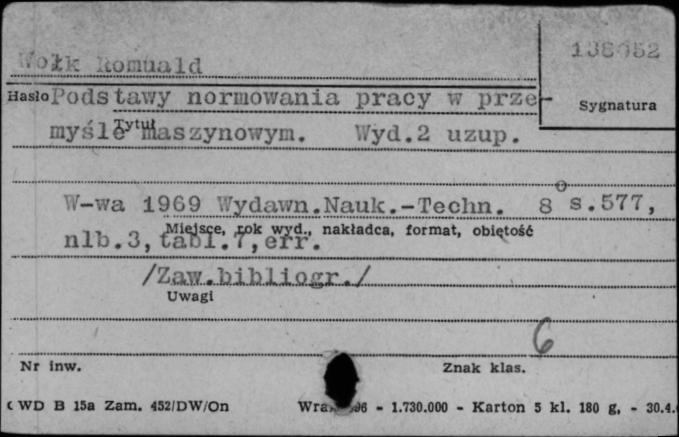 Wołk Romuald
138652
Hasło Podstawy normowania pracy w prze-
Sygnatura
myśle maszynowym. Wyd.2 uzup.
Tytuł
W-wa 1969 Wydawn.Nauk.-Techn. 8° s.577,
Miejsce, rok wyd., nakładca, format, objętość
nlb.3, tabl.7, err.
/Zaw.bibliogr./
Uwagi
6
Nr inw.
Znak klas.
WD B 15a Zam. 452/DW/On
96 - 1.730.000 - Karton 5 kl. 180 g, - 30.4.